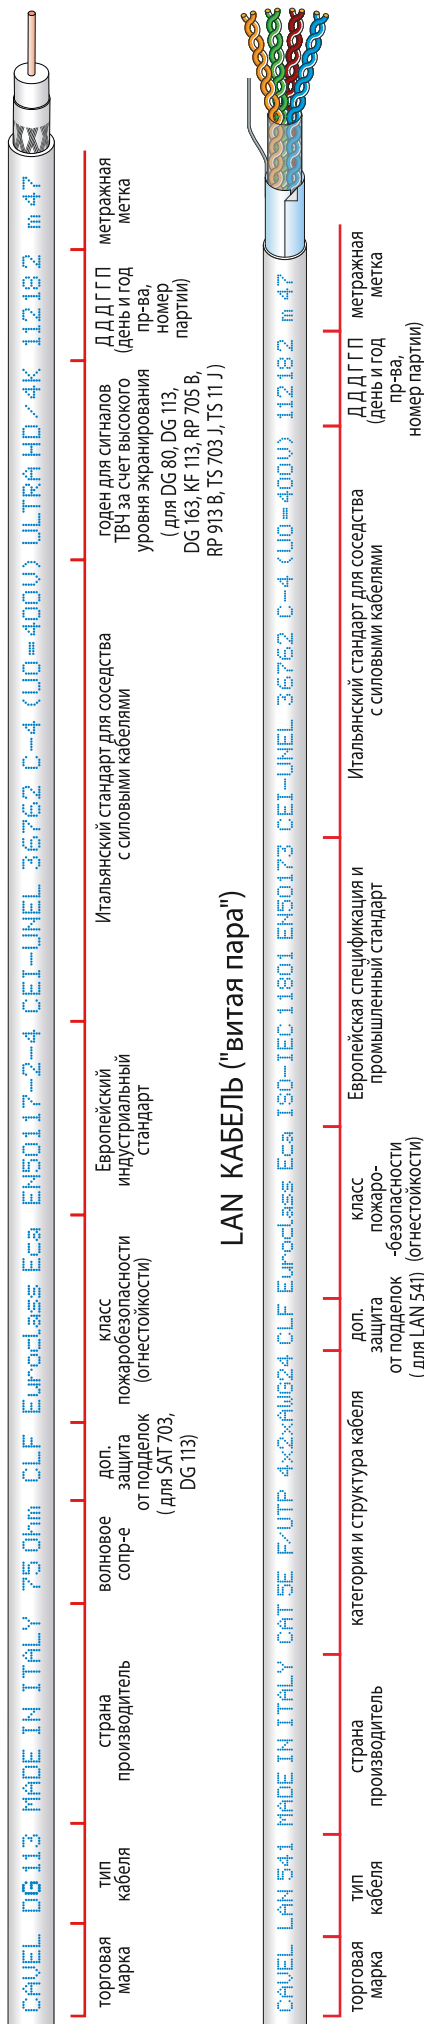 CAVEL DG 113 MADE IN ITALY 75 Ohm CLF Euroclass Eca EN50117-2-4 CEI-UNEL 36762 C-4 (U0=400V) ULTRA HD/4K 112182 m 47
торговая
марка
тип
кабеля
страна
производитель
волновое
сопр-е
доп.
защита
от подделок
( для SAT 703,
DG 113)
класс
пожаробезопасности
(огнестойкости)
Европейский
индустриальный
стандарт
Итальянский стандарт для соседства
с силовыми кабелями
годен для сигналов
ТВЧ за счет высокого
уровня экранирования
( для DG 80, DG 113,
DG 163, KF 113, RP 705 B,
RP 913 B, TS 703 J, TS 11 J )
Д Д Д Г Г П
(день и год
пр-ва,
номер
партии)
метражная
метка
LAN КАБЕЛЬ ("витая пара")
CAVEL LAN 541 MADE IN ITALY CAT 5E F/UTP 4x2xAWG24 CLF Euroclass Eca ISO-IEC 11801 EN50173 CEI-UNEL 36762 C-4 (U0=400V) 112182 m 47
торговая
марка
тип
кабеля
страна
производитель
категория и структура кабеля
доп.
защита
от подделок
( для LAN 541)
класс
пожаро-
-безопасности
(огнестойкости)
Европейская спецификация и
промышленный стандарт
Итальянский стандарт для соседства
с силовыми кабелями
Д Д Д Г Г П
(день и год
пр-ва,
номер партии)
метражная
метка